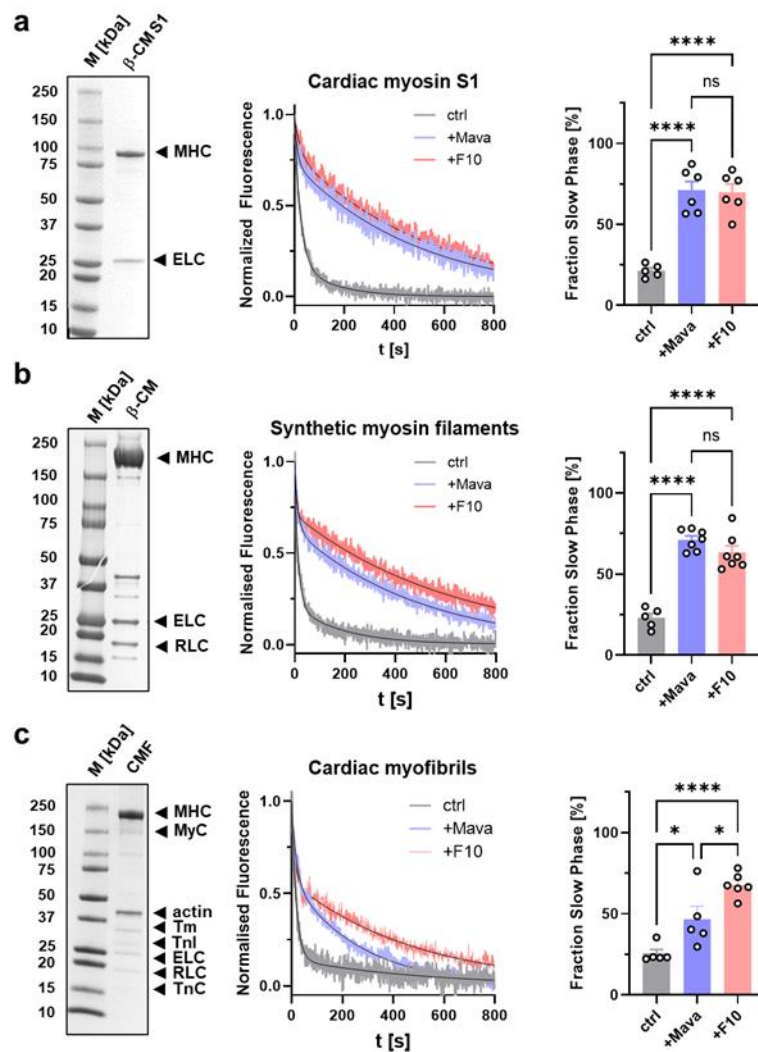 a
M [kDa]
β-CM S1
250
150
100
75
50
37
25
20
15
10
MHC
ELC
Cardiac myosin S1
Normalized Fluorescence
1.0
0.5
0.0
0 200 400 600 800
t [s]
ctrl
+Mava
+F10
Fraction Slow Phase [%]
100
50
0
****
ns
****
ctrl
+Mava
+F10
b
M [kDa]
β-CM
250
150
100
75
50
37
25
20
15
10
MHC
ELC
RLC
Synthetic myosin filaments
Normalised Fluorescence
1.0
0.5
0.0
0 200 400 600 800
t [s]
ctrl
+Mava
+F10
Fraction Slow Phase [%]
100
50
0
****
ns
****
ctrl
+Mava
+F10
c
M [kDa]
CMF
250
150
100
75
50
37
25
20
15
10
MHC
MyC
actin
Tm
TnI
ELC
RLC
TnC
Cardiac myofibrils
Normalised Fluorescence
1.0
0.5
0.0
0 200 400 600 800
t [s]
ctrl
+Mava
+F10
Fraction Slow Phase [%]
100
50
0
****
* *
ctrl
+Mava
+F10